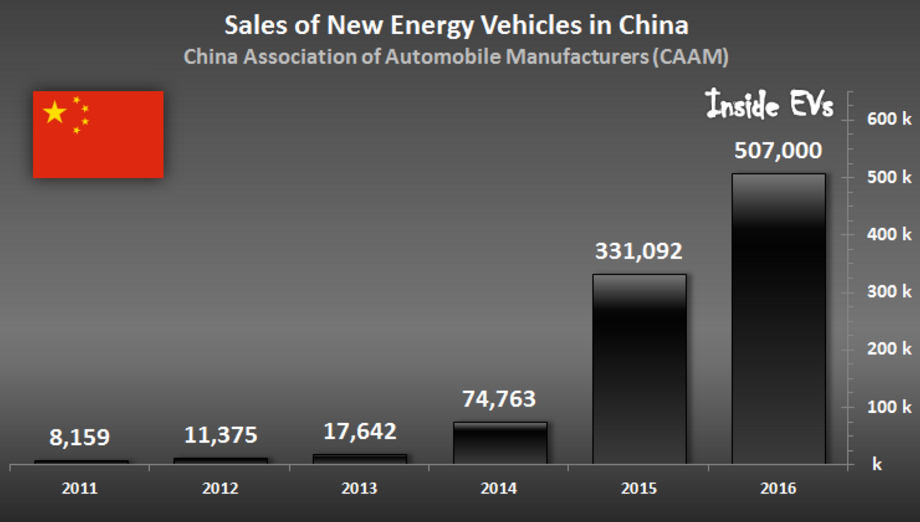 Sales of New Energy Vehicles in China
China Association of Automobile Manufacturers (CAAM)
Inside EVs
600 k
507,000
500 k
400 k
331,092
300 k
200 k
74,763
100 k
17,642
11,375
8,159
k
2011 2012 2013 2014 2015 2016